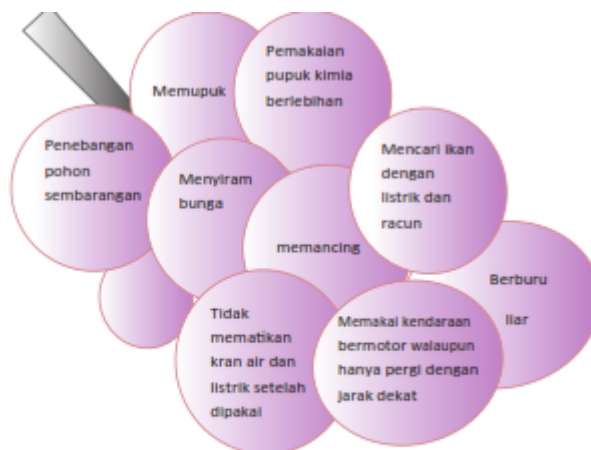 Memupuk
Pemakaian
pupuk kimia
berlebihan
Penebangan
pohon
sembarangan
Menyiram
bunga
Mencari ikan
dengan
listrik dan
racun
memancing
Berburu
liar
Tidak
mematikan
kran air dan
listrik setelah
dipakai
Memakai kendaraan
bermotor walaupun
hanya pergi dengan
jarak dekat